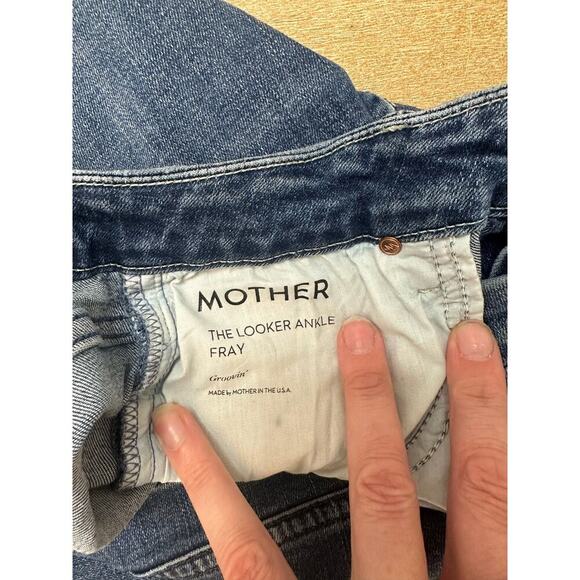 MOTHER
THE LOOKER ANKLE
FRAY
Groovin'
MADE by MOTHER IN THE U.S.A.